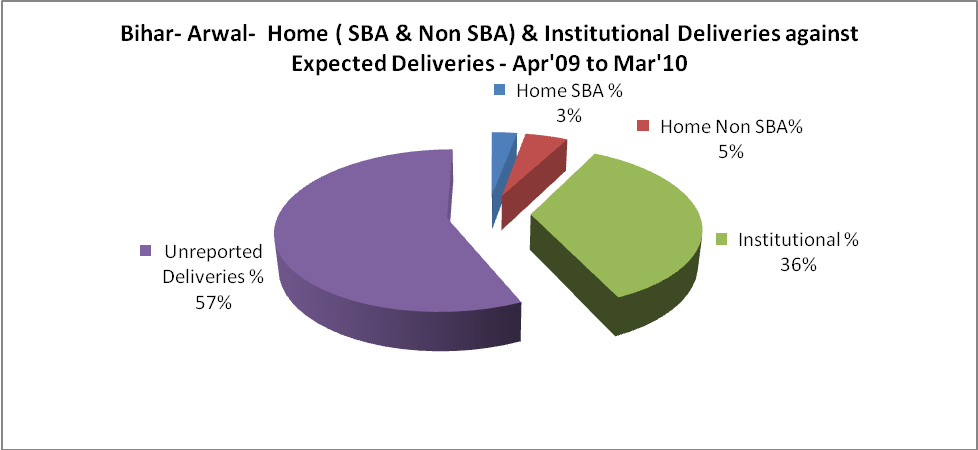 Bihar- Arwal-  Home ( SBA & Non SBA) & Institutional Deliveries against
Expected Deliveries - Apr'09 to Mar'10
Home SBA %
3%
Home Non SBA%
5%
Institutional %
36%
Unreported
Deliveries %
57%